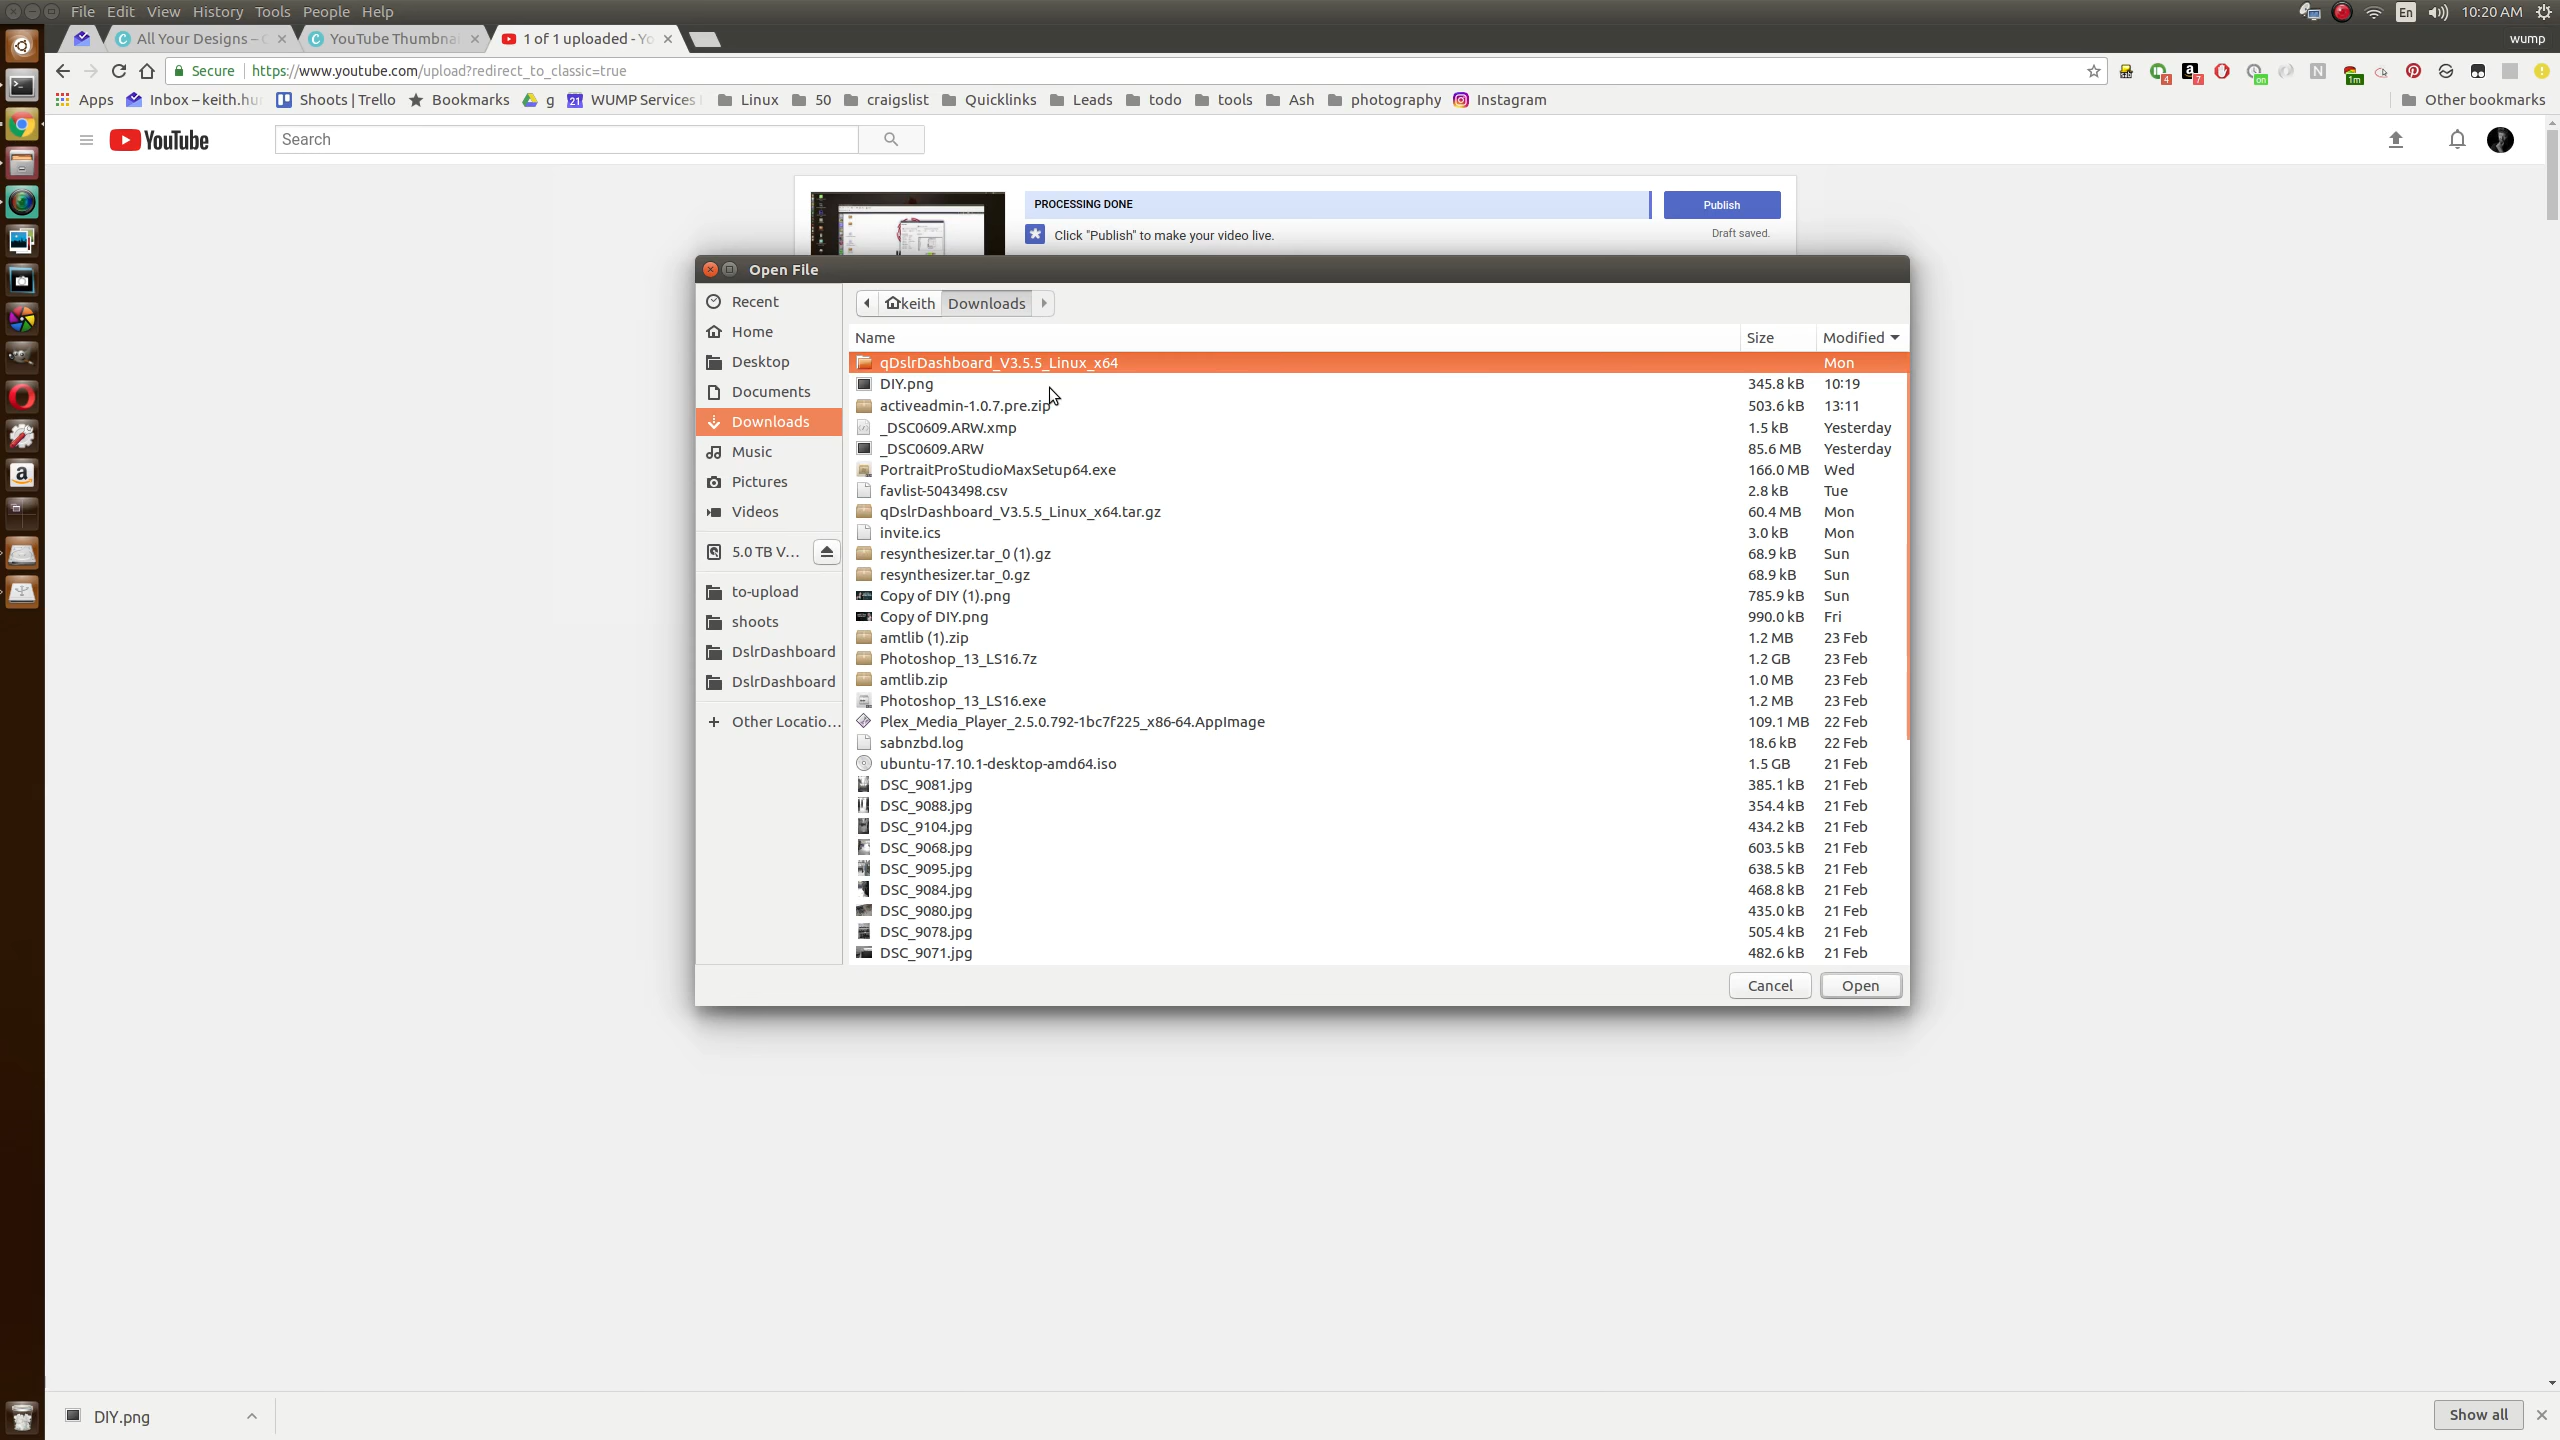 File Edit View History Tools People Help
En 10:20 AM
All Your Designs – C
YouTube Thumbna
1 of 1 uploaded - Yo
wump
Secure https://www.youtube.com/upload?redirect_to_classic=true
4 7 on N 1m
Apps Inbox – keith.hu Shoots | Trello Bookmarks g 21 WUMP Services Linux 50 craigslist Quicklinks Leads todo tools Ash photography Instagram Other bookmarks
YouTube Search
PROCESSING DONE Publish
Click "Publish" to make your video live. Draft saved.
Open File
keith Downloads
Recent
Home
Desktop
Documents
Downloads
Music
Pictures
Videos
5.0 TB V...
to-upload
shoots
DslrDashboard
DslrDashboard
+ Other Locatio...
Name Size Modified
qDslrDashboard_V3.5.5_Linux_x64 Mon
DIY.png 345.8 kB 10:19
activeadmin-1.0.7.pre.zip 503.6 kB 13:11
_DSC0609.ARW.xmp 1.5 kB Yesterday
_DSC0609.ARW 85.6 MB Yesterday
PortraitProStudioMaxSetup64.exe 166.0 MB Wed
favlist-5043498.csv 2.8 kB Tue
qDslrDashboard_V3.5.5_Linux_x64.tar.gz 60.4 MB Mon
invite.ics 3.0 kB Mon
resynthesizer.tar_0 (1).gz 68.9 kB Sun
resynthesizer.tar_0.gz 68.9 kB Sun
Copy of DIY (1).png 785.9 kB Sun
Copy of DIY.png 990.0 kB Fri
amtlib (1).zip 1.2 MB 23 Feb
Photoshop_13_LS16.7z 1.2 GB 23 Feb
amtlib.zip 1.0 MB 23 Feb
Photoshop_13_LS16.exe 1.2 MB 23 Feb
Plex_Media_Player_2.5.0.792-1bc7f225_x86-64.AppImage 109.1 MB 22 Feb
sabnzbd.log 18.6 kB 22 Feb
ubuntu-17.10.1-desktop-amd64.iso 1.5 GB 21 Feb
DSC_9081.jpg 385.1 kB 21 Feb
DSC_9088.jpg 354.4 kB 21 Feb
DSC_9104.jpg 434.2 kB 21 Feb
DSC_9068.jpg 603.5 kB 21 Feb
DSC_9095.jpg 638.5 kB 21 Feb
DSC_9084.jpg 468.8 kB 21 Feb
DSC_9080.jpg 435.0 kB 21 Feb
DSC_9078.jpg 505.4 kB 21 Feb
DSC_9071.jpg 482.6 kB 21 Feb
Cancel Open
DIY.png Show all